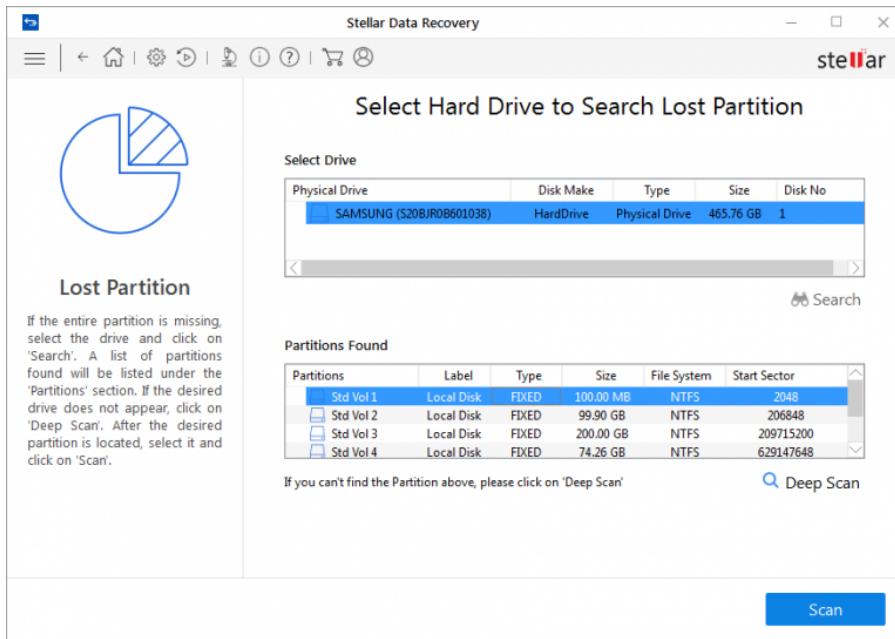 Stellar Data Recovery
stellar
Select Hard Drive to Search Lost Partition
Select Drive
Physical Drive Disk Make Type Size Disk No
SAMSUNG (S20BJR0B601038) HardDrive Physical Drive 465.76 GB 1
Search
Lost Partition
If the entire partition is missing,
select the drive and click on
'Search'. A list of partitions
found will be listed under the
'Partitions' section. If the desired
drive does not appear, click on
'Deep Scan'. After the desired
partition is located, select it and
click on 'Scan'.
Partitions Found
Partitions Label Type Size File System Start Sector
Std Vol 1 Local Disk FIXED 100.00 MB NTFS 2048
Std Vol 2 Local Disk FIXED 99.90 GB NTFS 206848
Std Vol 3 Local Disk FIXED 200.00 GB NTFS 209715200
Std Vol 4 Local Disk FIXED 74.26 GB NTFS 629147648
If you can't find the Partition above, please click on 'Deep Scan'
Deep Scan
Scan